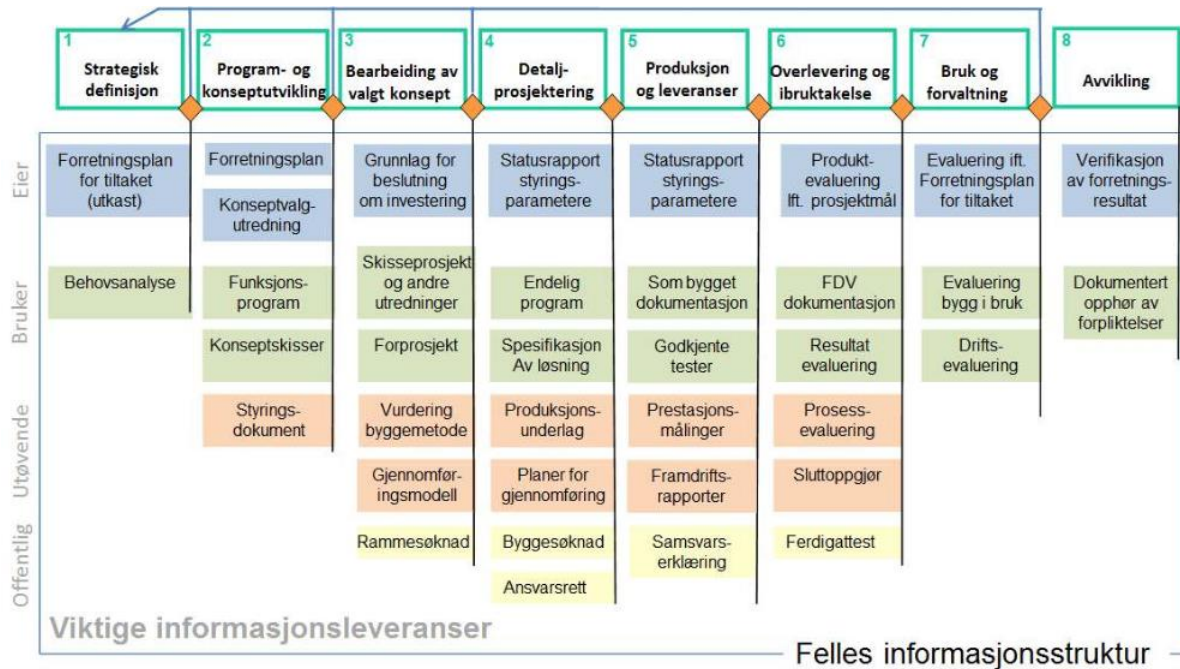 1
Strategisk
definisjon
2
Program- og
konseptutvikling
3
Bearbeiding av
valgt konsept
4
Detalj-
prosjektering
5
Produksjon
og leveranser
6
Overlevering og
ibruktakelse
7
Bruk og
forvaltning
8
Avvikling
Eier
Forretningsplan
for tiltaket
(utkast)
Forretningsplan
Konseptvalg-
utredning
Grunnlag for
beslutning
om investering
Statusrapport
styrings-
parametere
Statusrapport
styrings-
parametere
Produkt-
evaluering
Ift. prosjektmål
Evaluering ift.
Forretningsplan
for tiltaket
Verifikasjon
av forretnings-
resultat
Bruker
Behovsanalyse
Funksjons-
program
Konseptskisser
Skisseprosjekt
og andre
utredninger
Forprosjekt
Endelig
program
Spesifikasjon
Av løsning
Som bygget
dokumentasjon
Godkjente
tester
FDV
dokumentasjon
Resultat
evaluering
Evaluering
bygg i bruk
Drifts-
evaluering
Dokumentert
opphør av
forpliktelser
Utøvende
Styrings-
dokument
Vurdering
byggemetode
Gjennomfør-
ingsmodell
Produksjons-
underlag
Planer for
gjennomføring
Prestasjons-
målinger
Framdrifts-
rapporter
Prosess-
evaluering
Sluttoppgjør
Offentlig
Rammesøknad
Byggesøknad
Ansvarsrett
Samsvars-
erklæring
Ferdigattest
Viktige informasjonsleveranser
Felles informasjonsstruktur